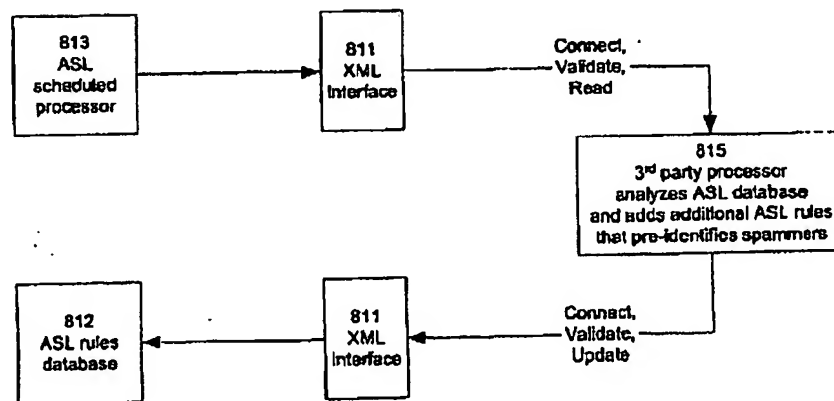 813
ASL
scheduled
processor
811
XML
Interface
Connect,
Validate,
Read
815
3rd party processor
analyzes ASL database
and adds additional ASL rules
that pre-identifies spammers
Connect,
Validate,
Update
811
XML
Interface
812
ASL rules
database